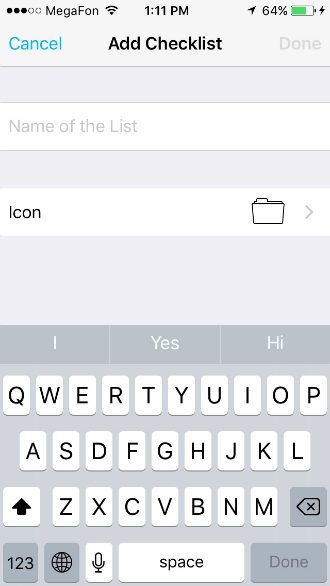 MegaFon 1:11 PM 64%
Cancel Add Checklist Done
Name of the List
Icon
I Yes Hi
Q W E R T Y U I O P
A S D F G H J K L
Z X C V B N M
123 space Done